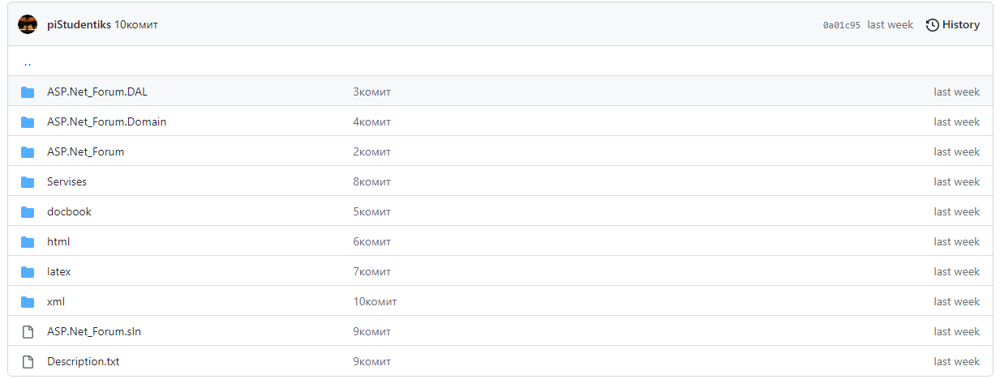 piStudentiks 10комит 0a01c95 last week History
..
ASP.Net_Forum.DAL 3комит last week
ASP.Net_Forum.Domain 4комит last week
ASP.Net_Forum 2комит last week
Servises 8комит last week
docbook 5комит last week
html 6комит last week
latex 7комит last week
xml 10комит last week
ASP.Net_Forum.sln 9комит last week
Description.txt 9комит last week